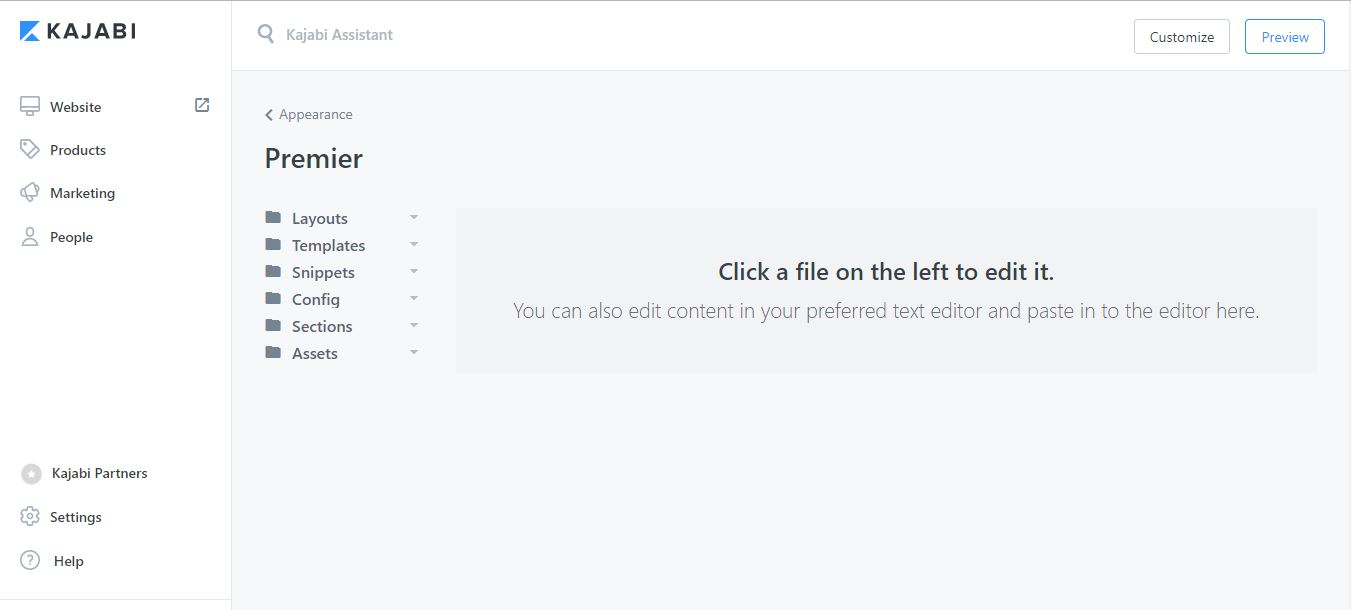 KAJABI
Kajabi Assistant
Customize
Preview
Website
Products
Marketing
People
Kajabi Partners
Settings
? Help
Appearance
Premier
Layouts
Templates
Snippets
Config
Sections
Assets
Click a file on the left to edit it.
You can also edit content in your preferred text editor and paste in to the editor here.